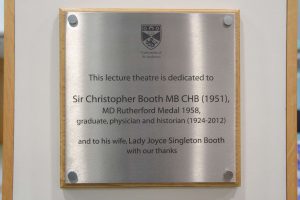 This lecture theatre is dedicated to
Sir Christopher Booth MB CHB (1951),
MD Rutherford Medal 1958,
graduate, physician and historian (1924-2012)
and to his wife, Lady Joyce Singleton Booth
with our thanks